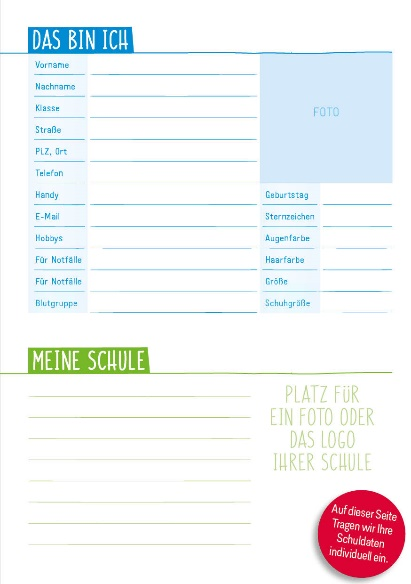 DAS BIN ICH
Vorname
Nachname
Klasse
Straße
PLZ, Ort
Telefon
FOTO
Handy
E-Mail
Hobbys
Für Notfälle
Für Notfälle
Blutgruppe
Geburtstag
Sternzeichen
Augenfarbe
Haarfarbe
Größe
Schuhgröße
MEINE SCHULE
PLATZ FÜR
EIN FOTO ODER
DAS LOGO
IHRER SCHULE
Auf dieser Seite
Tragen wir Ihre
Schuldaten
individuell ein.